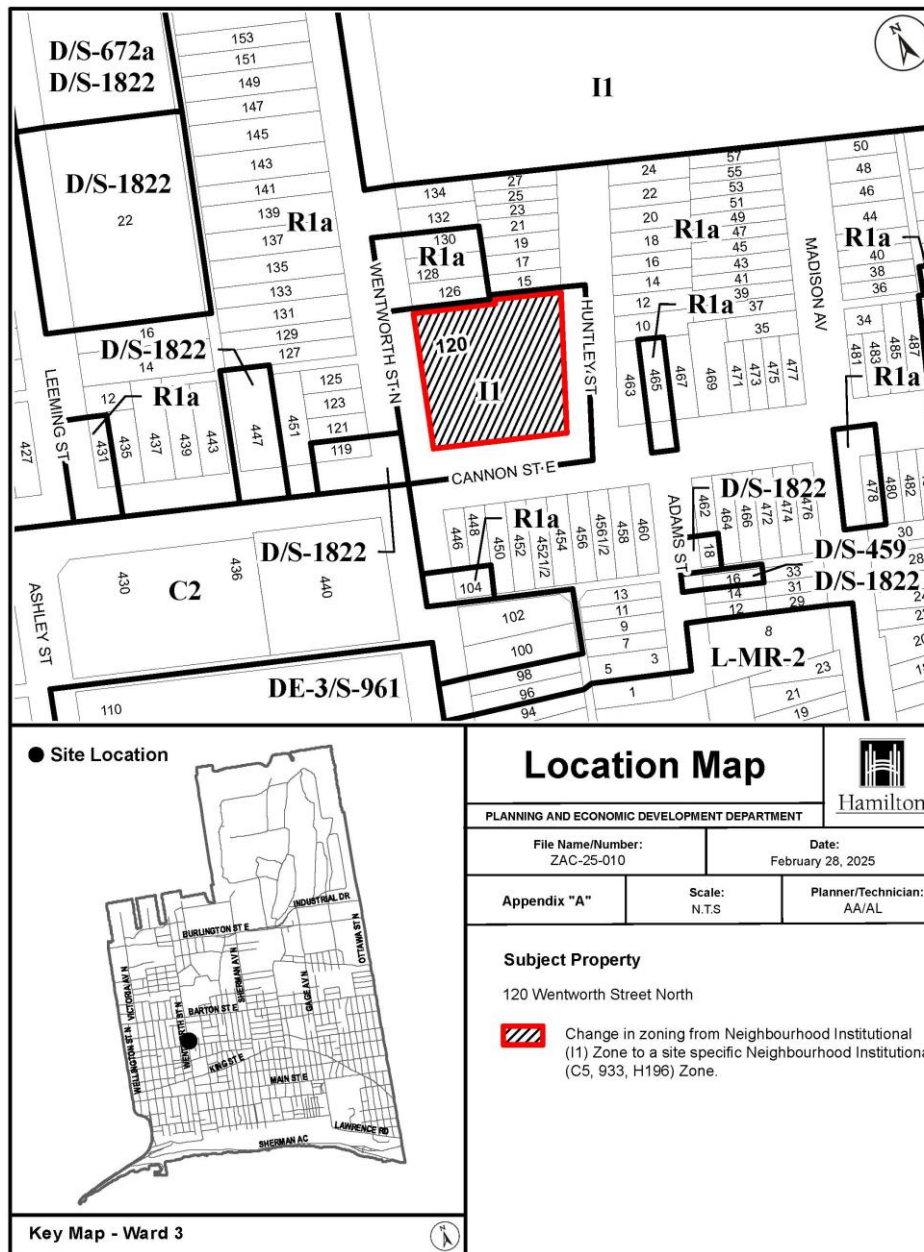 D/S-672a
D/S-1822
153
151
149
147
145
143
141
139
137
135
133
131
129
127
I1
D/S-1822
22
R1a
134
132
130
R1a
128
126
27
25
23
21
19
17
15
24
22
20
18
16
14
12
10
57
55
53
51
49
47
45
43
41
39
37
35
R1a
MADISON AV
50
48
46
44
40
38
36
34
R1a
WENTWORTH ST N
HUNTLEY ST
120
I1
16
14
12
D/S-1822
R1a
LEEMING ST
427
431
435
437
439
443
447
451
125
123
121
119
R1a
463
465
467
469
471
473
475
477
481
483
485
487
R1a
CANNON ST E
D/S-1822
446
448
450
452
4521/2
454
456
4561/2
458
460
R1a
104
ADAMS ST
462
464
466
472
474
476
D/S-1822
18
478
480
482
D/S-459
D/S-1822
16
14
12
33
31
29
30
28
24
22
20
ASHLEY ST
430
C2
436
440
102
100
98
96
94
13
11
9
7
5
3
1
8
L-MR-2
23
21
19
DE-3/S-961
110
Site Location
INDUSTRIAL DR
BURLINGTON ST E
OTTAWA ST N
SHERMAN AV N
GAGE AV N
VICTORIA AV N
WELLINGTON ST N
WENTWORTH ST N
BARTON ST E
KING ST E
MAIN ST E
LAWRENCE RD
SHERMAN AC
Key Map - Ward 3
N
Location Map
Hamilton
PLANNING AND ECONOMIC DEVELOPMENT DEPARTMENT
File Name/Number:
ZAC-25-010
Date:
February 28, 2025
Appendix "A"
Scale:
N.T.S
Planner/Technician:
AA/AL
Subject Property
120 Wentworth Street North
Change in zoning from Neighbourhood Institutional
(I1) Zone to a site specific Neighbourhood Institutiona
(C5, 933, H196) Zone.